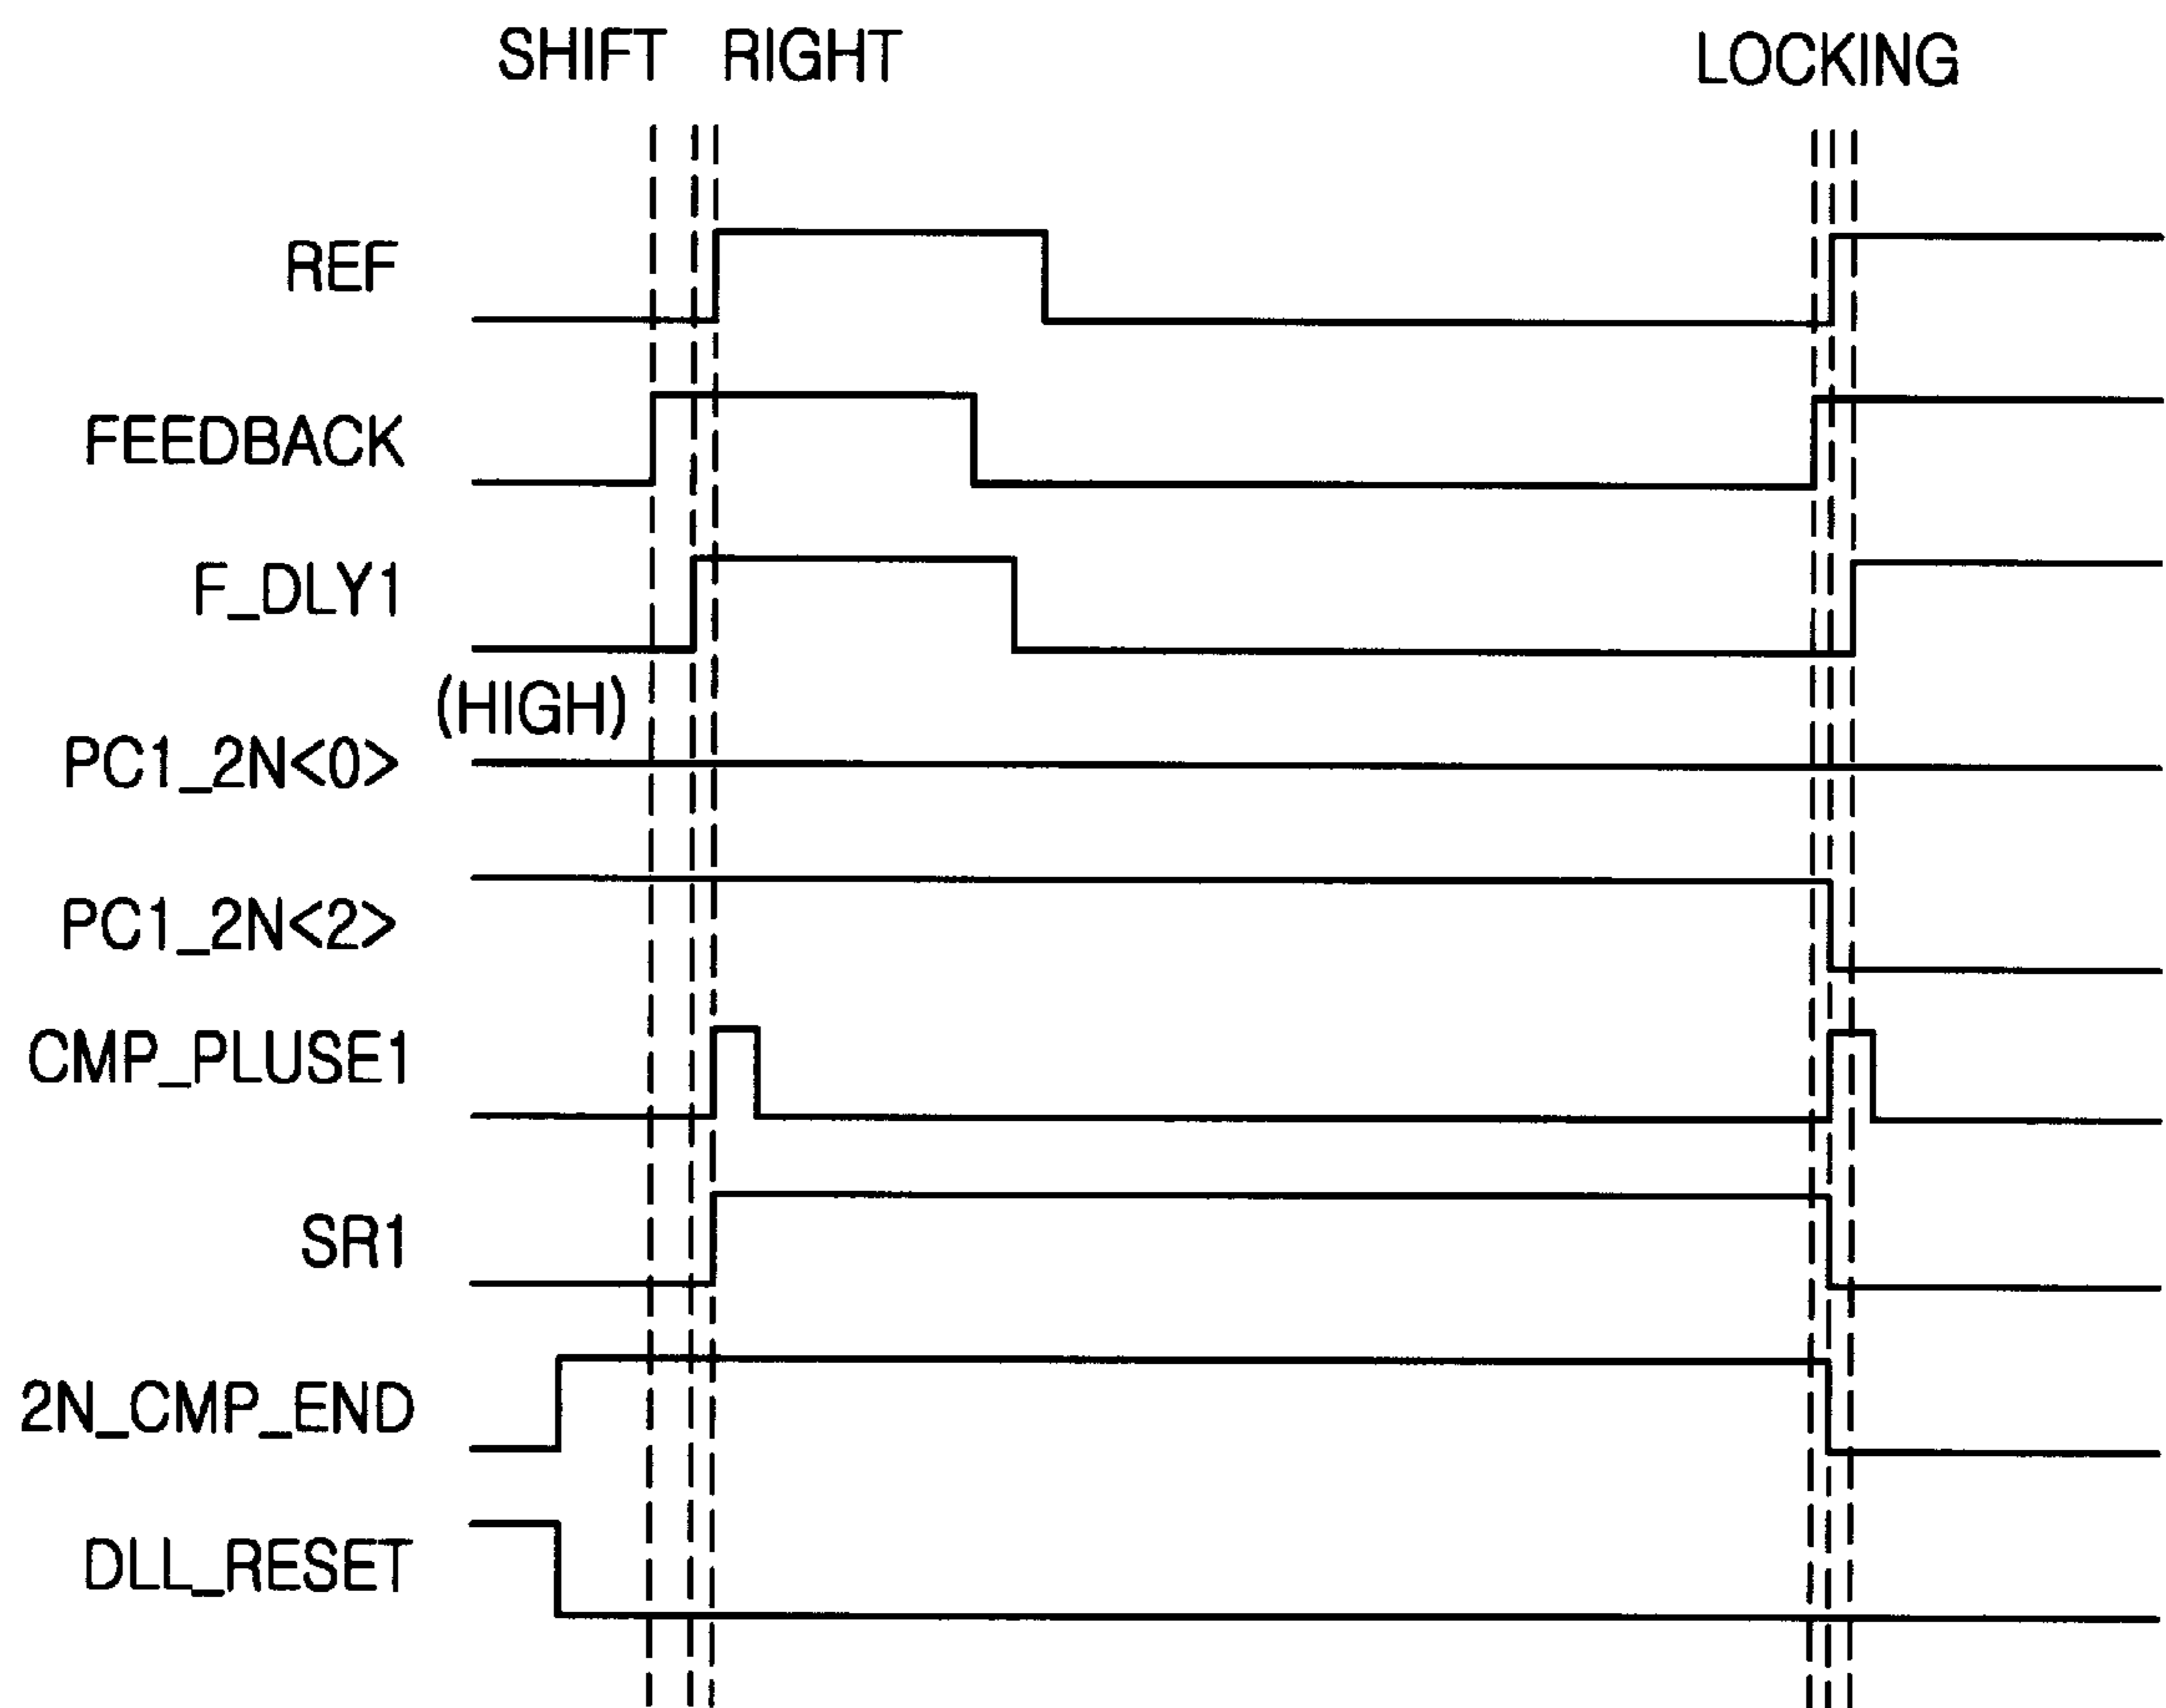 SHIFT RIGHT
LOCKING
REF
FEEDBACK
F_DLY1
(HIGH)
PC1_2N<0>
PC1_2N<2>
CMP_PLUSE1
SR1
2N_CMP_END
DLL_RESET